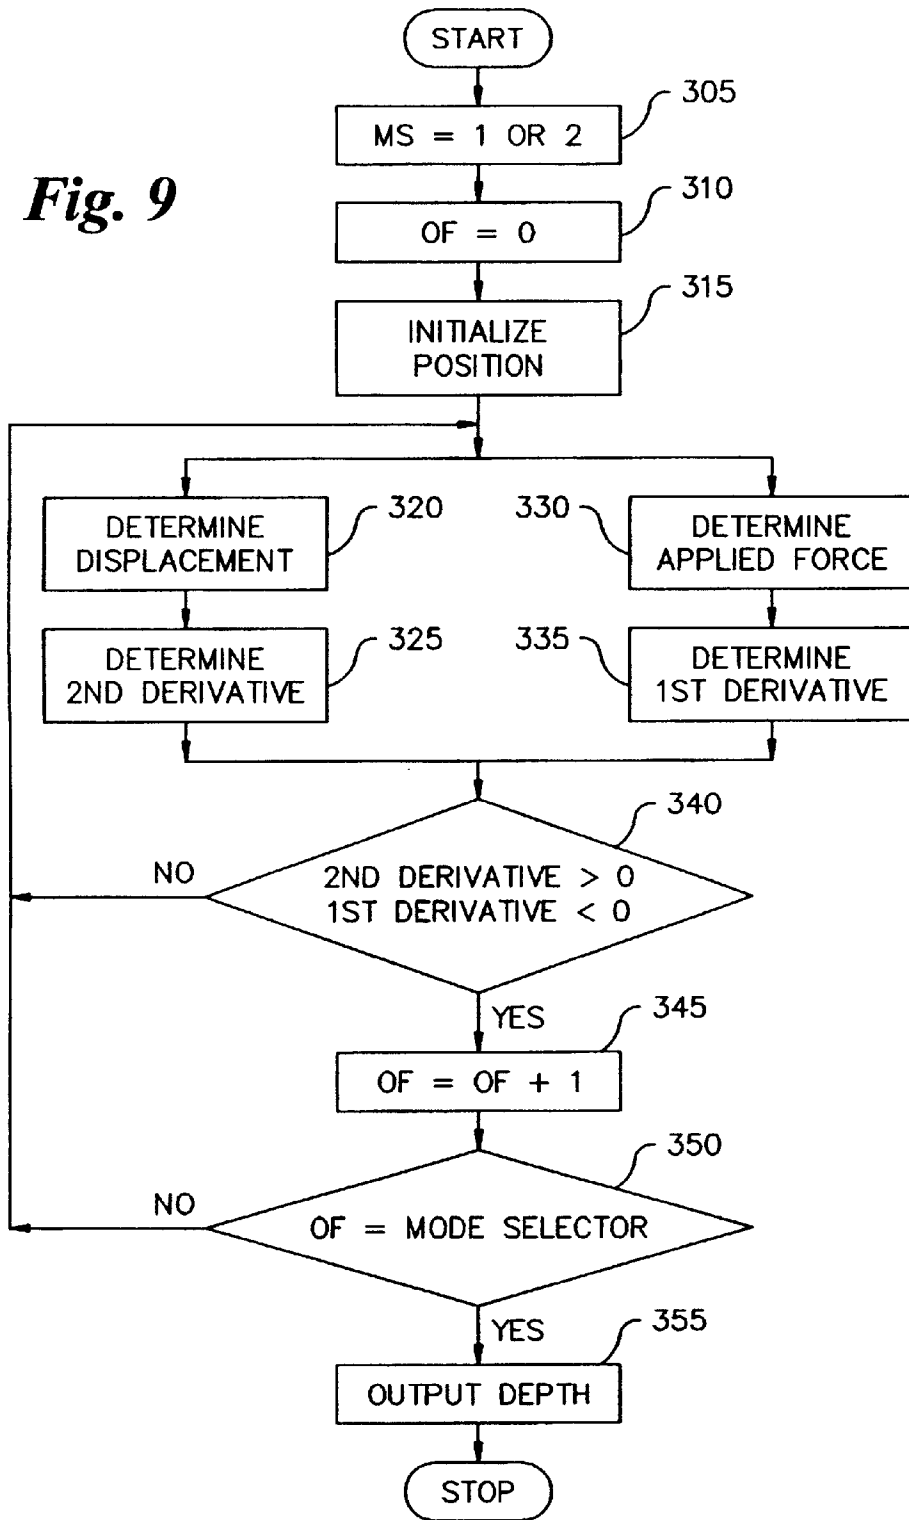 START
MS = 1 OR 2
305
Fig. 9
OF = 0
310
INITIALIZE
POSITION
315
DETERMINE
DISPLACEMENT
320
330
DETERMINE
APPLIED FORCE
DETERMINE
2ND DERIVATIVE
325
335
DETERMINE
1ST DERIVATIVE
340
NO
2ND DERIVATIVE > 0
1ST DERIVATIVE < 0
YES
345
OF = OF + 1
350
NO
OF = MODE SELECTOR
YES
355
OUTPUT DEPTH
STOP